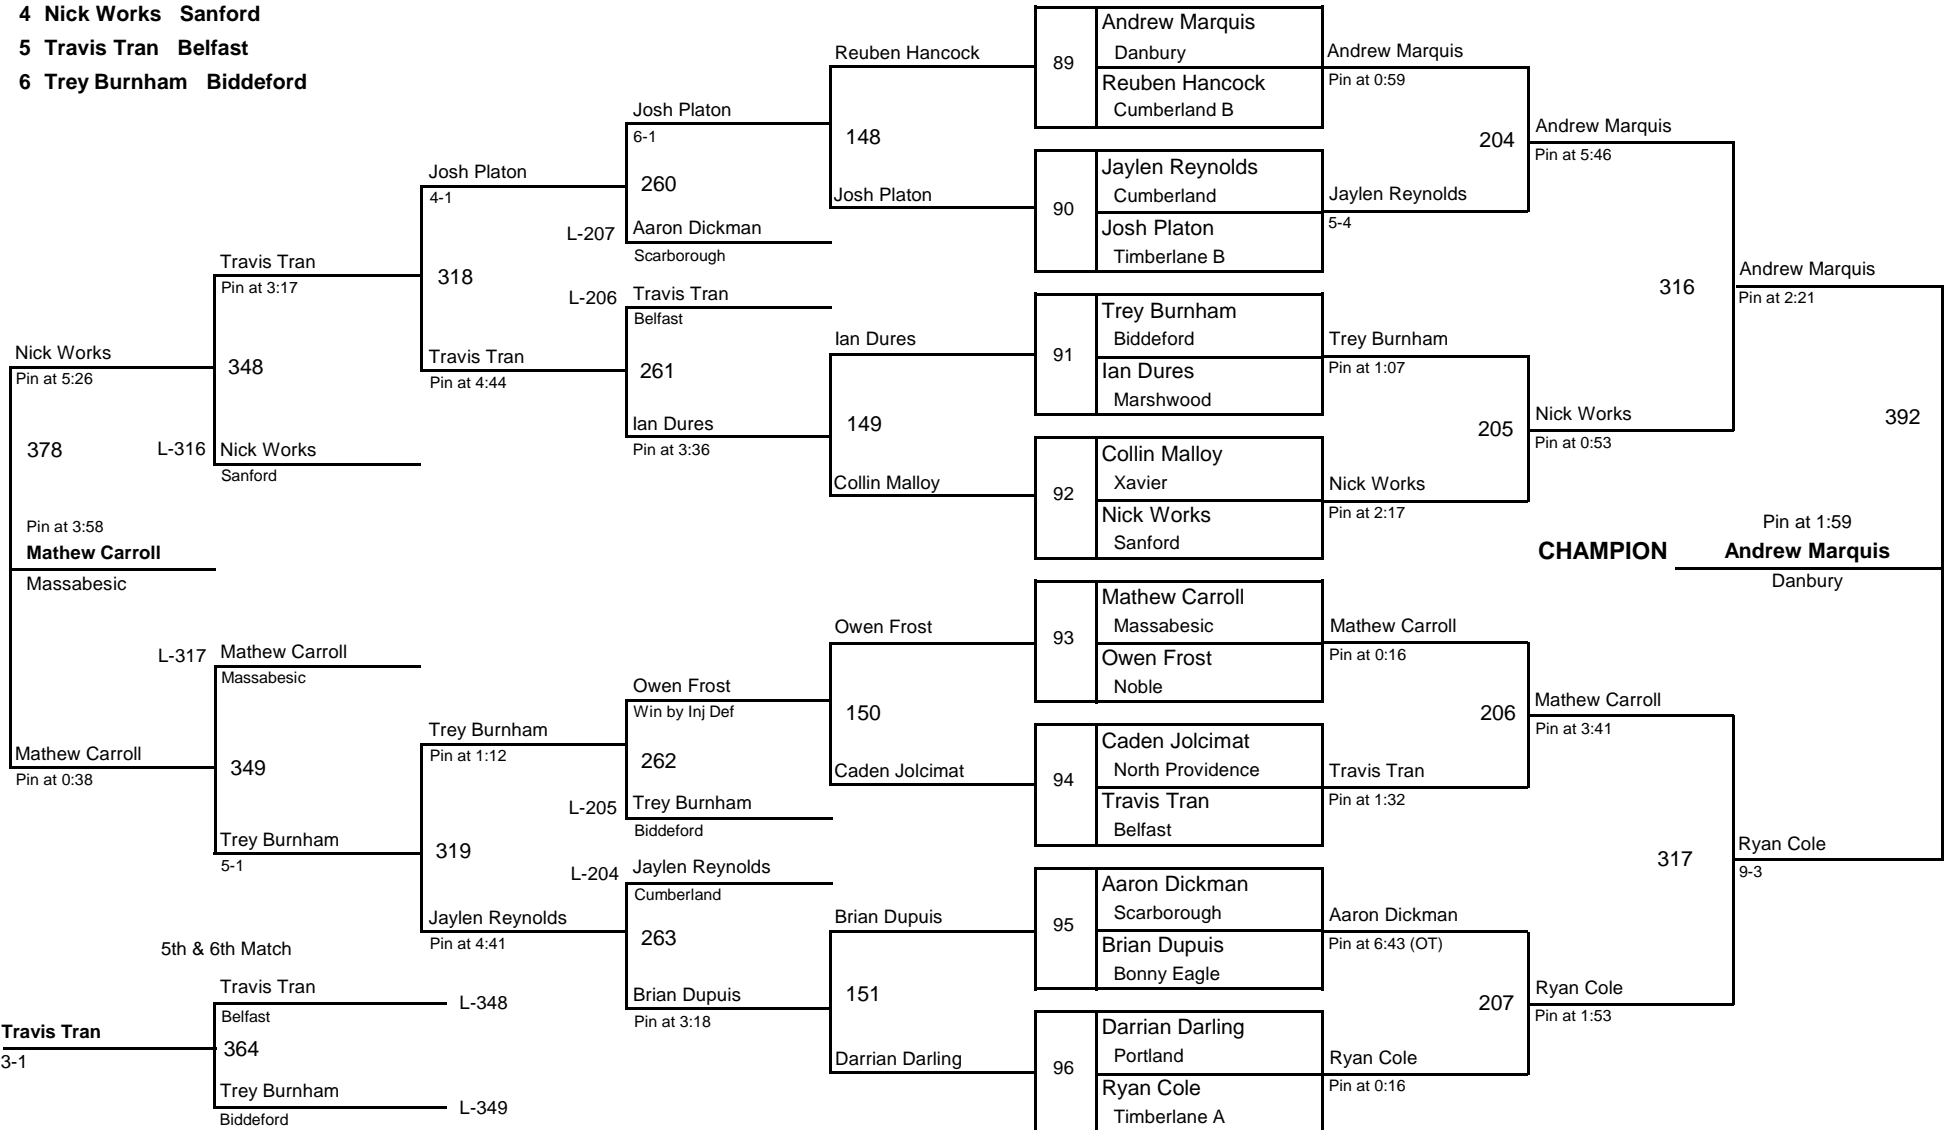 4 Nick Works Sanford
5 Travis Tran Belfast
6 Trey Burnham Biddeford
Andrew Marquis
Danbury
89
Reuben Hancock
Cumberland B
Jaylen Reynolds
Cumberland
90
Josh Platon
Timberlane B
Trey Burnham
Biddeford
91
Ian Dures
Marshwood
Collin Malloy
Xavier
92
Nick Works
Sanford
Mathew Carroll
Massabesic
93
Owen Frost
Noble
Caden Jolcimat
North Providence
94
Travis Tran
Belfast
Aaron Dickman
Scarborough
95
Brian Dupuis
Bonny Eagle
Darrian Darling
Portland
96
Ryan Cole
Timberlane A
Andrew Marquis
Pin at 0:59
204
Jaylen Reynolds
5-4
Trey Burnham
Pin at 1:07
205
Nick Works
Pin at 2:17
Mathew Carroll
Pin at 0:16
206
Travis Tran
Pin at 1:32
Aaron Dickman
Pin at 6:43 (OT)
207
Ryan Cole
Pin at 0:16
Andrew Marquis
Pin at 5:46
316
Nick Works
Pin at 0:53
Mathew Carroll
Pin at 3:41
317
Ryan Cole
Pin at 1:53
Andrew Marquis
Pin at 2:21
392
Pin at 1:59
CHAMPION Andrew Marquis
Danbury
Ryan Cole
9-3
Reuben Hancock
148
Josh Platon
Ian Dures
149
Collin Malloy
Owen Frost
150
Caden Jolcimat
Brian Dupuis
151
Darrian Darling
Josh Platon
6-1
260
L-207 Aaron Dickman
Scarborough
L-206 Travis Tran
Belfast
261
Ian Dures
Pin at 3:36
Owen Frost
Win by Inj Def
262
L-205 Trey Burnham
Biddeford
L-204 Jaylen Reynolds
Cumberland
263
Brian Dupuis
Pin at 3:18
Josh Platon
4-1
318
Travis Tran
Pin at 4:44
Trey Burnham
Pin at 1:12
319
Jaylen Reynolds
Pin at 4:41
Travis Tran
Pin at 3:17
348
L-316 Nick Works
Sanford
L-317 Mathew Carroll
Massabesic
349
Trey Burnham
5-1
Nick Works
Pin at 5:26
378
Pin at 3:58
Mathew Carroll
Massabesic
Mathew Carroll
Pin at 0:38
5th & 6th Match
Travis Tran
L-348
Belfast
Travis Tran
364
3-1
Trey Burnham
L-349
Biddeford